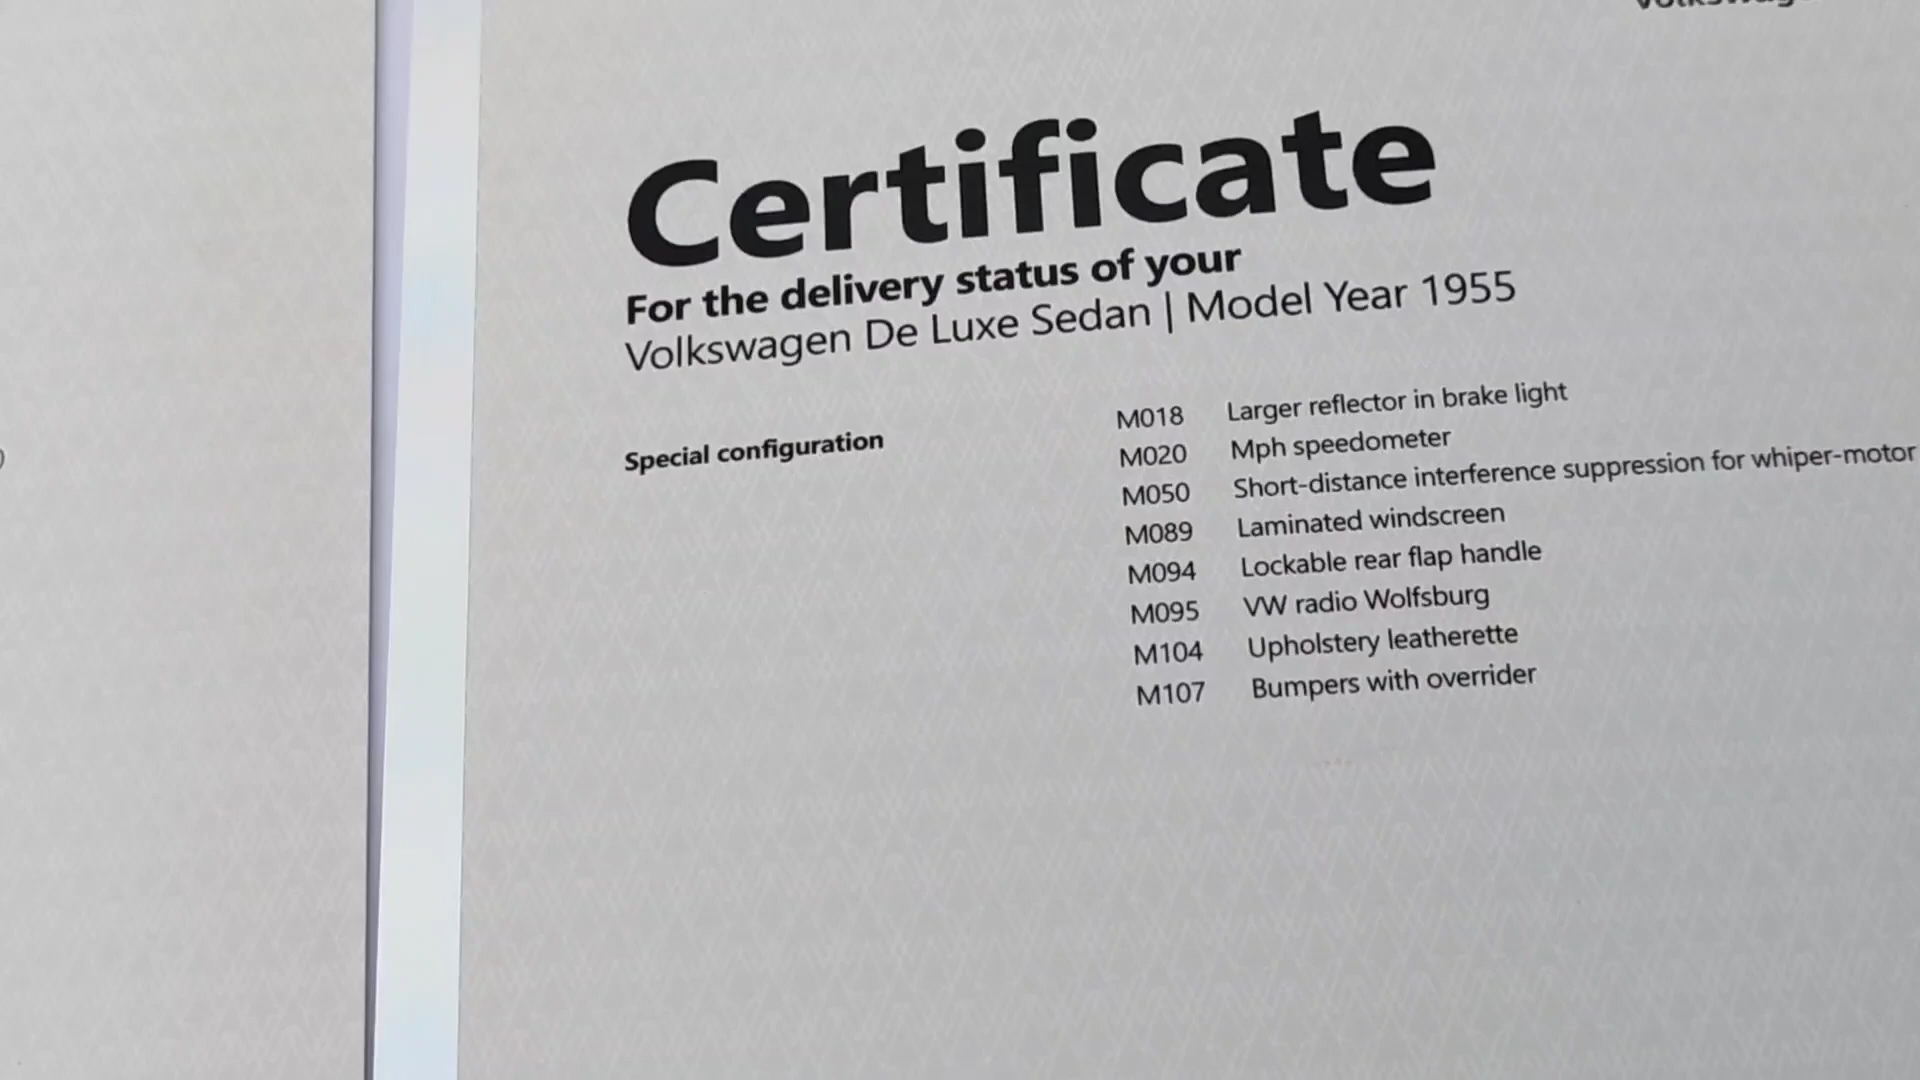 Certificate
For the delivery status of your
Volkswagen De Luxe Sedan | Model Year 1955
Special configuration
M018 Larger reflector in brake light
M020 Mph speedometer
M050 Short-distance interference suppression for whiper-motor
M089 Laminated windscreen
M094 Lockable rear flap handle
M095 VW radio Wolfsburg
M104 Upholstery leatherette
M107 Bumpers with overrider